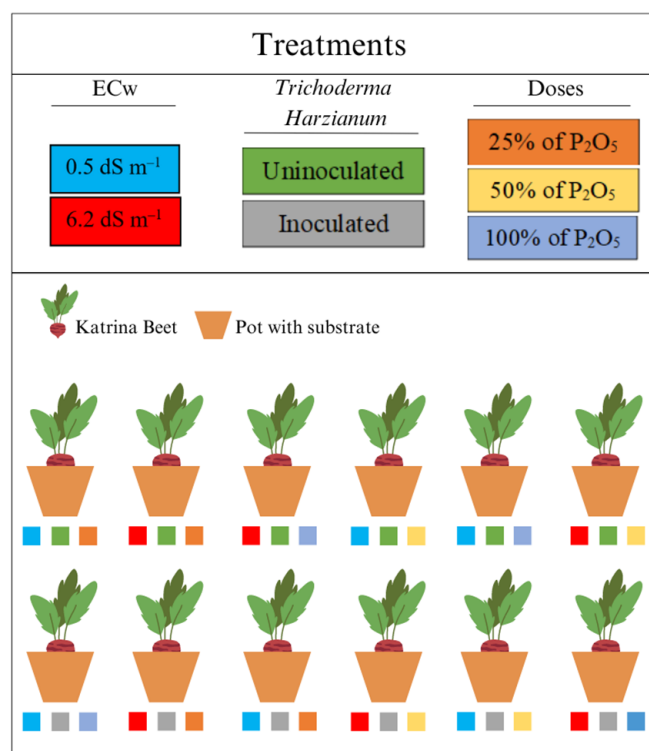 Treatments
ECw
0.5 dS m⁻¹
6.2 dS m⁻¹
Trichoderma
Harzianum
Uninoculated
Inoculated
Doses
25% of P₂O₅
50% of P₂O₅
100% of P₂O₅
Katrina Beet
Pot with substrate